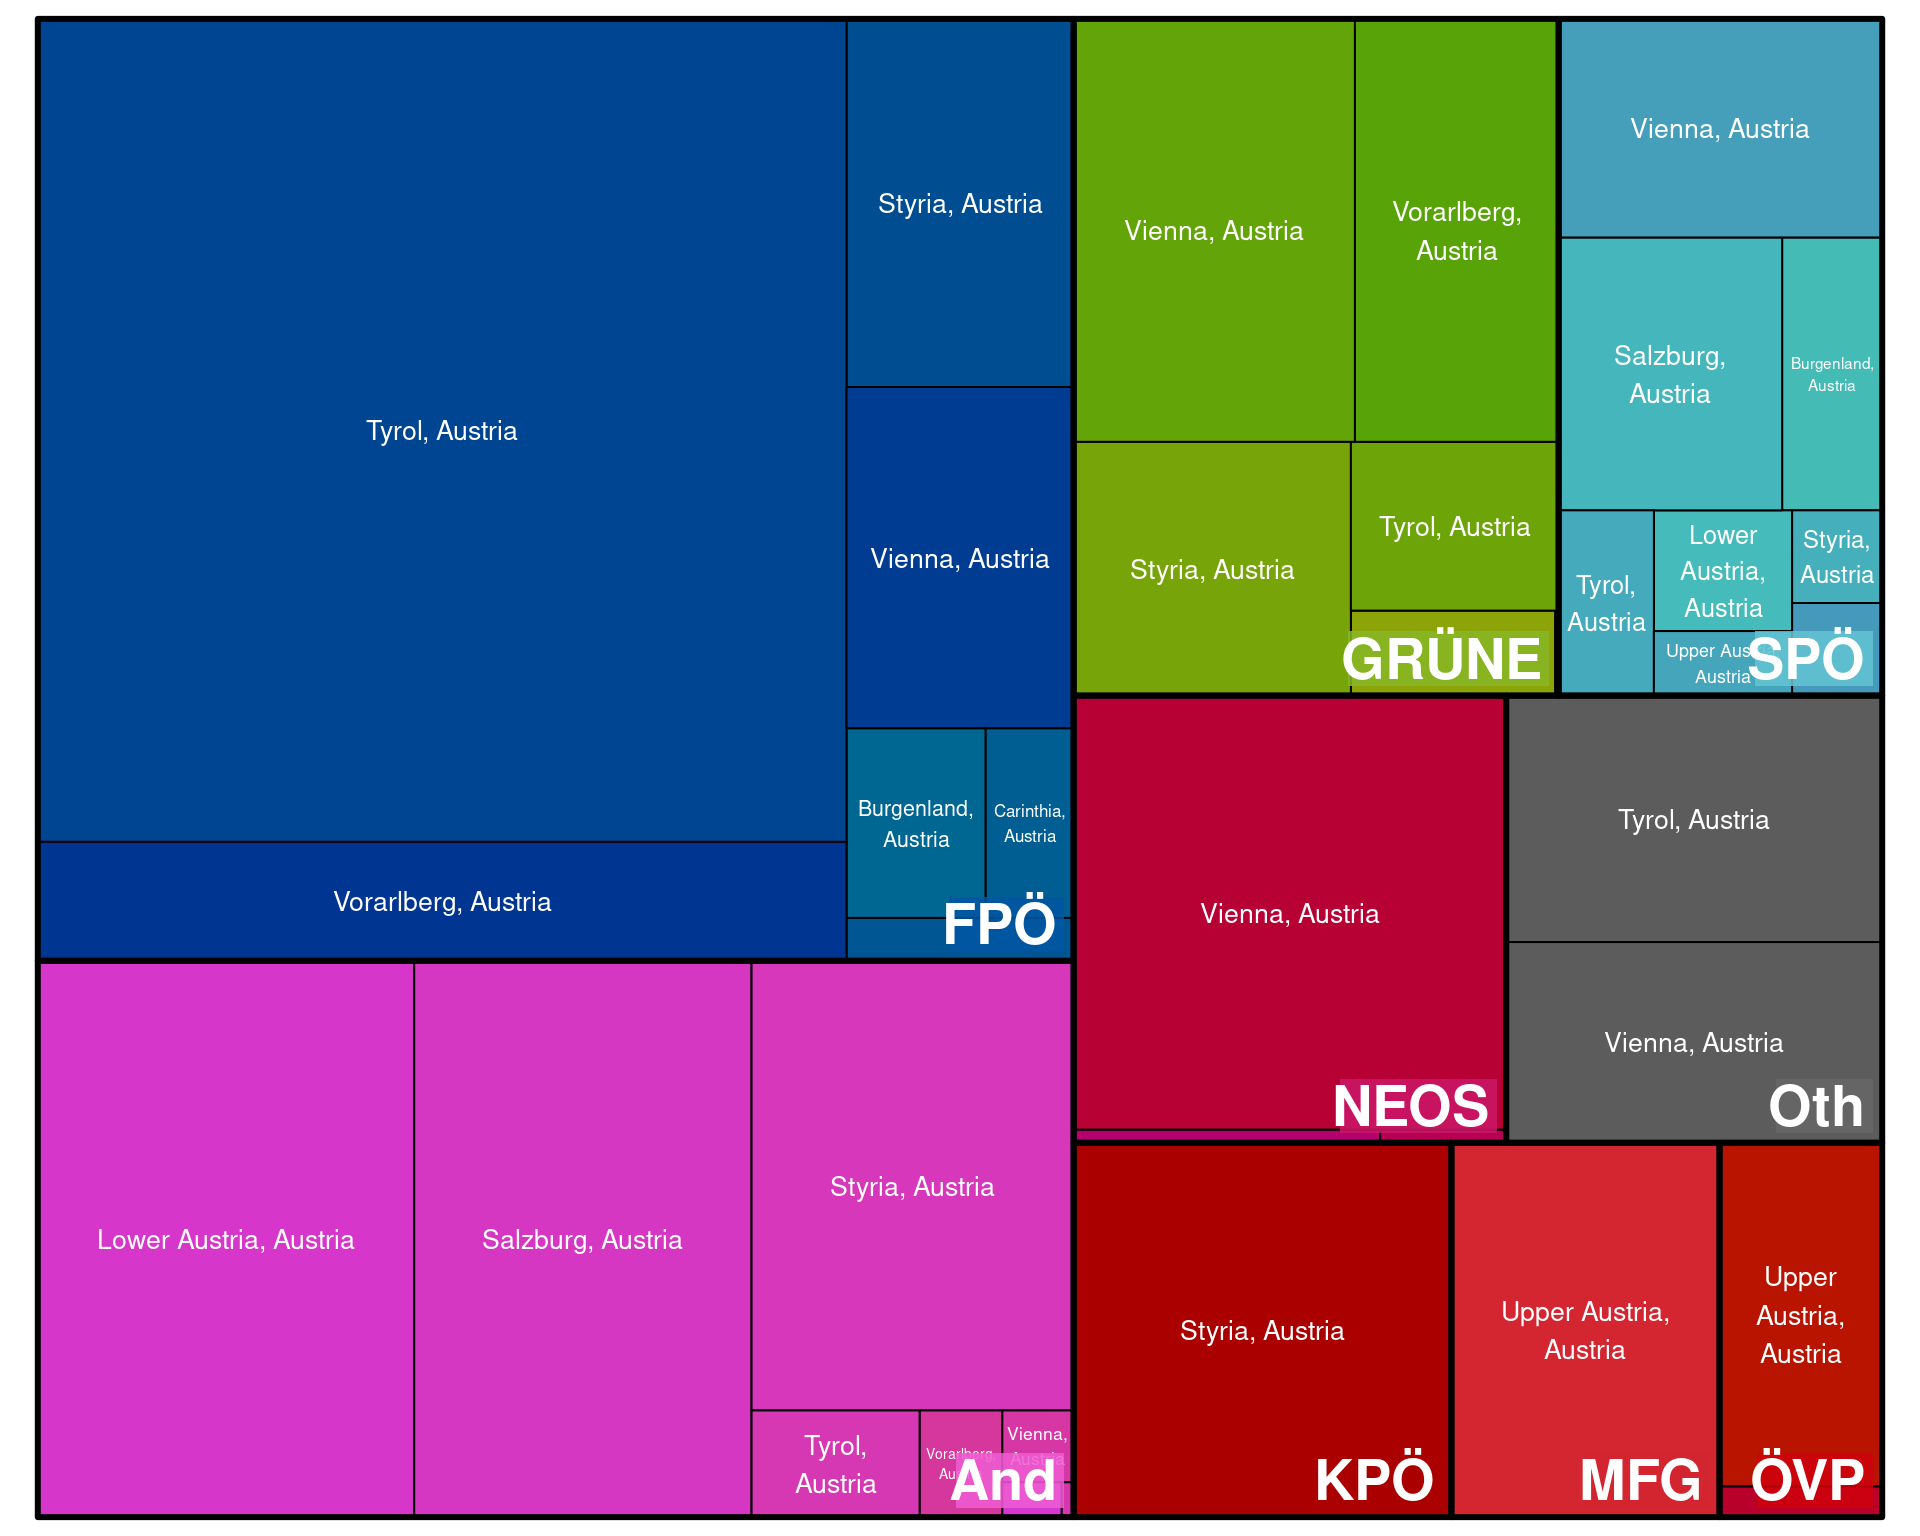 Tyrol, Austria
Styria, Austria
Vienna, Austria
Burgenland,
Austria
Carinthia,
Austria
Vorarlberg, Austria
FPÖ
Vienna, Austria
Vorarlberg,
Austria
Styria, Austria
Tyrol, Austria
GRÜNE
Vienna, Austria
Salzburg,
Austria
Burgenland,
Austria
Tyrol,
Austria
Lower
Austria,
Austria
Styria,
Austria
Upper
Austria
SPÖ
Vienna, Austria
NEOS
Tyrol, Austria
Vienna, Austria
Oth
Lower Austria, Austria
Salzburg, Austria
Styria, Austria
Tyrol,
Austria
Vorarlberg,
Vienna,
Austria
And
Styria, Austria
KPÖ
Upper Austria,
Austria
MFG
Upper
Austria,
Austria
ÖVP